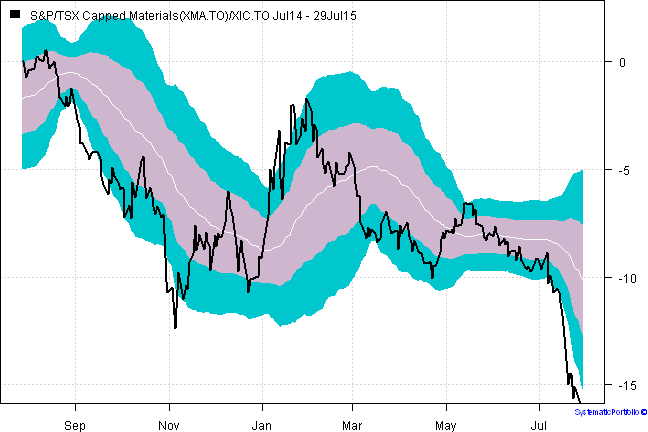 S&P/TSX Capped Materials(XMA.TO)/XIC.TO Jul14 - 29Jul15
0
-5
-10
-15
Sep Nov Jan Mar May Jul
SystematicPortfolio ©